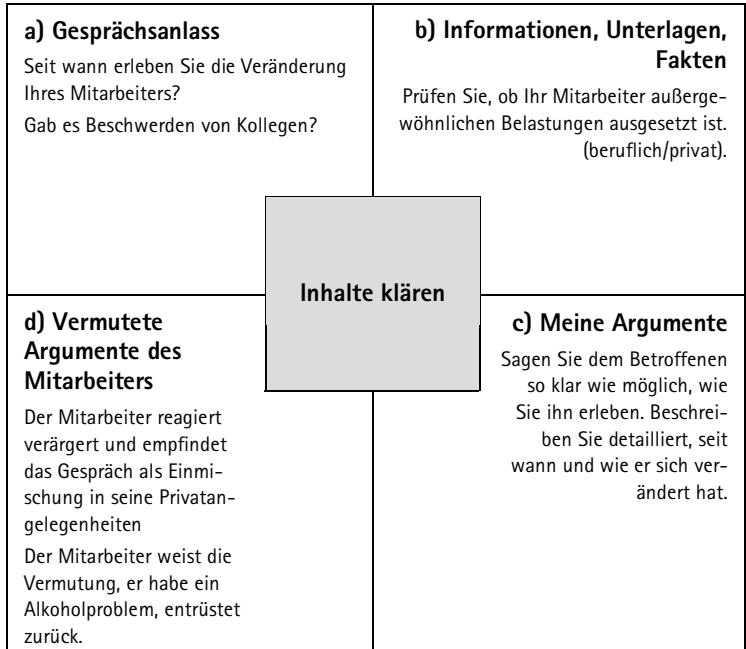 a) Gesprächsanlass
Seit wann erleben Sie die Veränderung
Ihres Mitarbeiters?
Gab es Beschwerden von Kollegen?
b) Informationen, Unterlagen,
Fakten
Prüfen Sie, ob Ihr Mitarbeiter außerge-
wöhnlichen Belastungen ausgesetzt ist.
(beruflich/privat).
Inhalte klären
d) Vermutete
Argumente des
Mitarbeiters
Der Mitarbeiter reagiert
verärgert und empfindet
das Gespräch als Einmi-
schung in seine Privatan-
gelegenheiten
Der Mitarbeiter weist die
Vermutung, er habe ein
Alkoholproblem, entrüstet
zurück.
c) Meine Argumente
Sagen Sie dem Betroffenen
so klar wie möglich, wie
Sie ihn erleben. Beschrei-
ben Sie detailliert, seit
wann und wie er sich ver-
ändert hat.